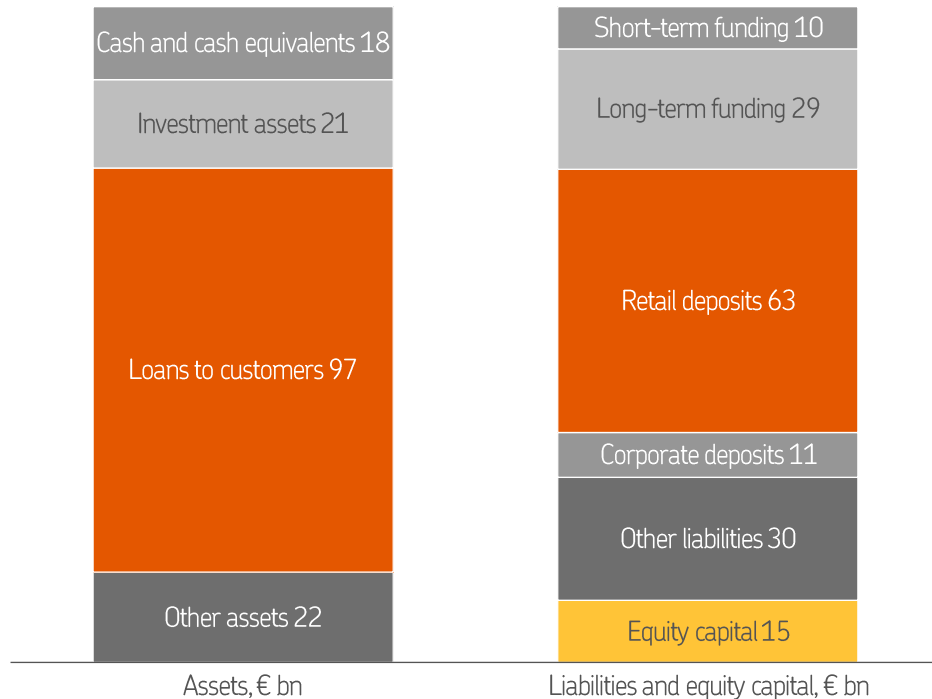 Cash and cash equivalents 18
Investment assets 21
Loans to customers 97
Other assets 22
Assets, € bn
Short-term funding 10
Long-term funding 29
Retail deposits 63
Corporate deposits 11
Other liabilities 30
Equity capital 15
Liabilities and equity capital, € bn